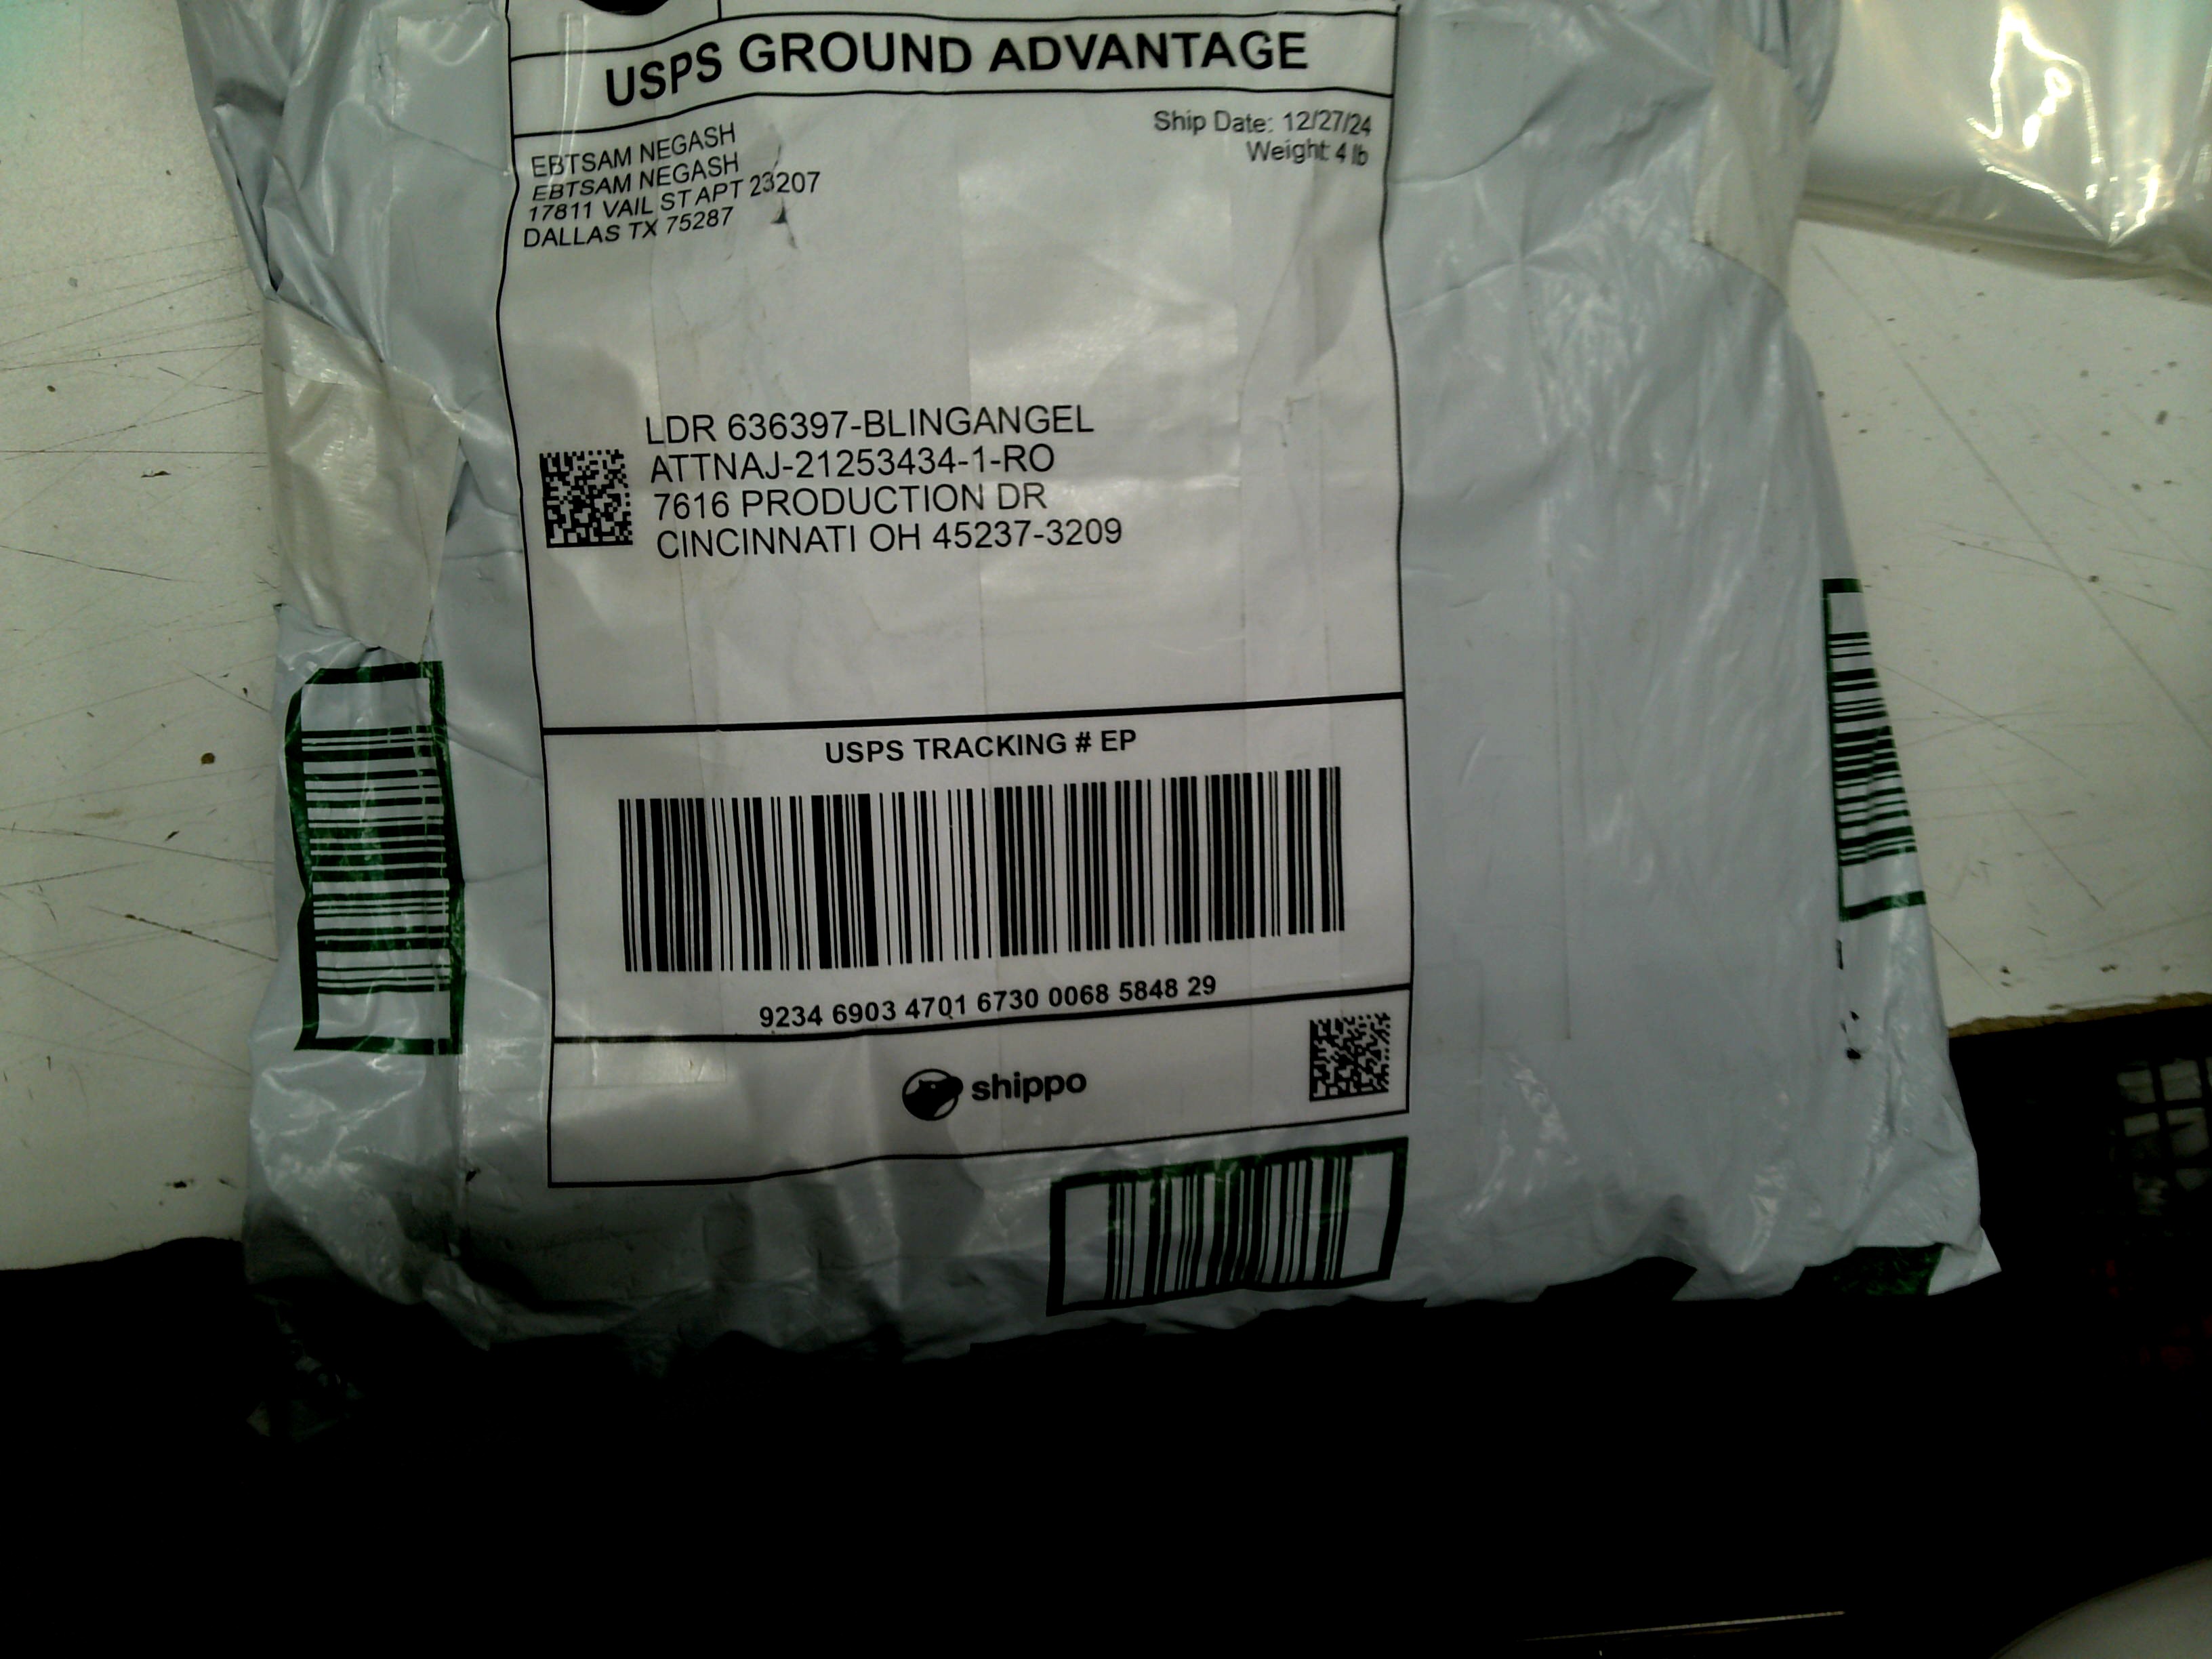 USPS GROUND ADVANTAGE
Ship Date: 12/27/24
Weight: 4 lb
EBTSAM NEGASH
EBTSAM NEGASH
17811 VAIL ST APT 23207
DALLAS TX 75287
LDR 636397-BLINGANGEL
ATTNAJ-21253434-1-RO
7616 PRODUCTION DR
CINCINNATI OH 45237-3209
USPS TRACKING # EP
9234 6903 4701 6730 0068 5848 29
shippo